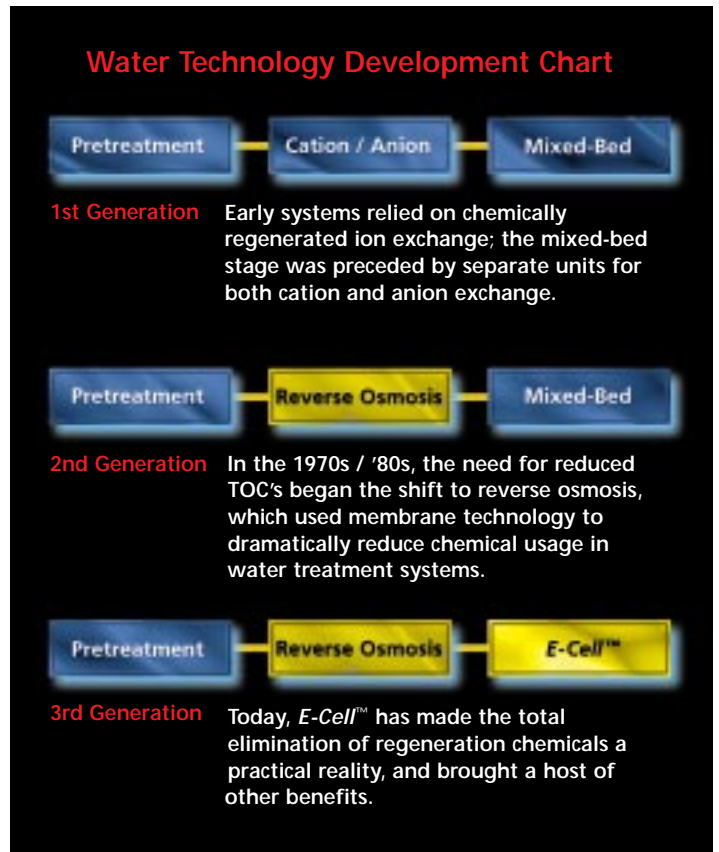 Water Technology Development Chart
Pretreatment Cation / Anion Mixed-Bed
1st Generation Early systems relied on chemically
regenerated ion exchange; the mixed-bed
stage was preceded by separate units for
both cation and anion exchange.
Pretreatment Reverse Osmosis Mixed-Bed
2nd Generation In the 1970s / '80s, the need for reduced
TOC's began the shift to reverse osmosis,
which used membrane technology to
dramatically reduce chemical usage in
water treatment systems.
Pretreatment Reverse Osmosis E-Cell™
3rd Generation Today, E-Cell™ has made the total
elimination of regeneration chemicals a
practical reality, and brought a host of
other benefits.